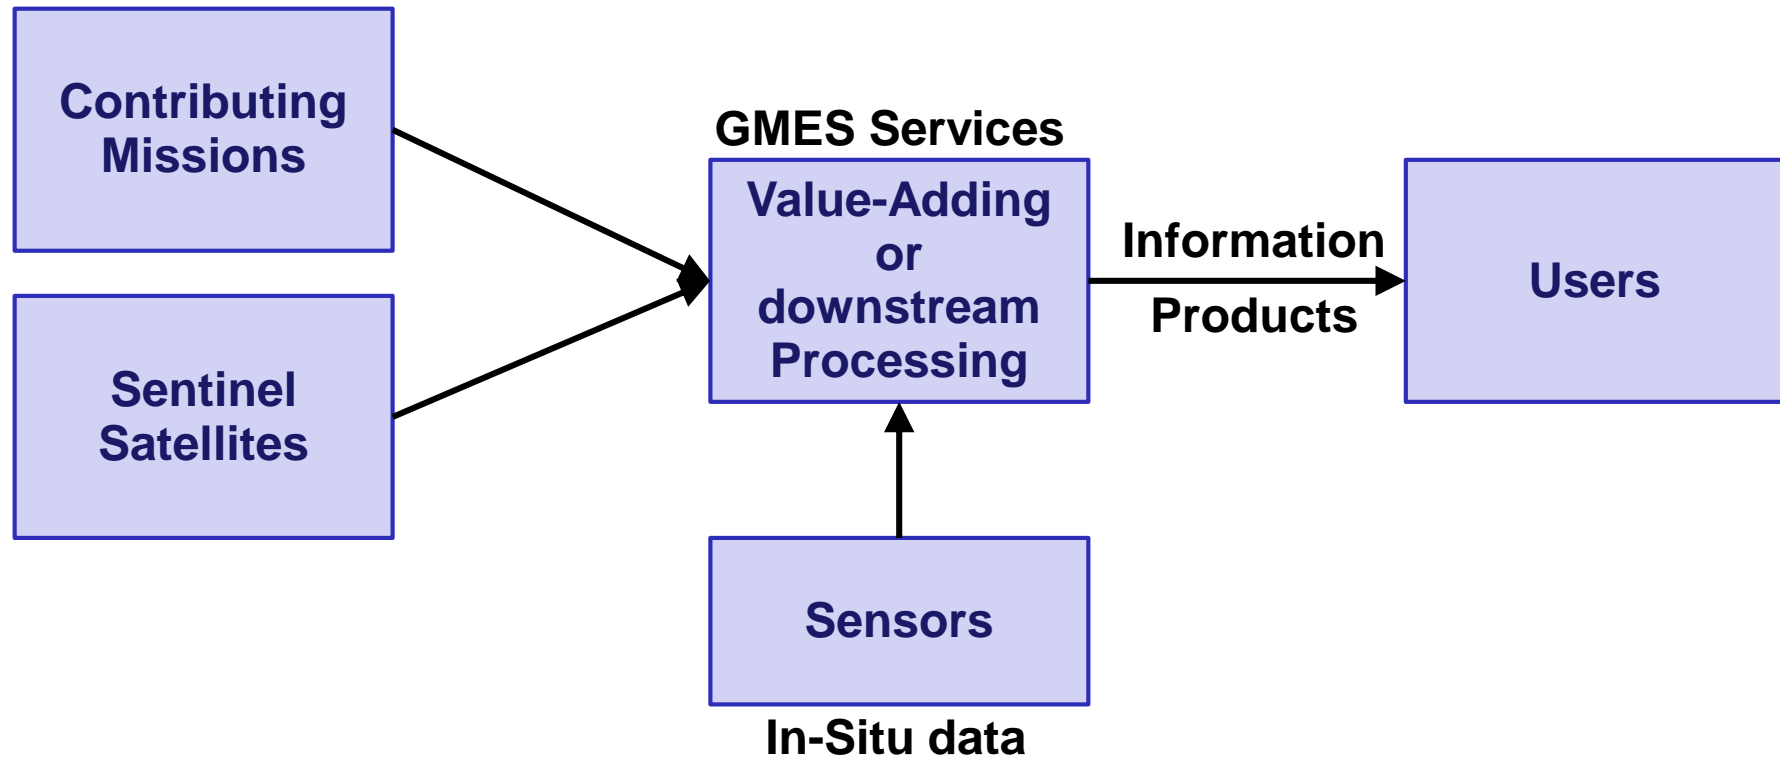 Contributing
Missions
Sentinel
Satellites
GMES Services
Value-Adding
or
downstream
Processing
Information
Products
Users
Sensors
In-Situ data